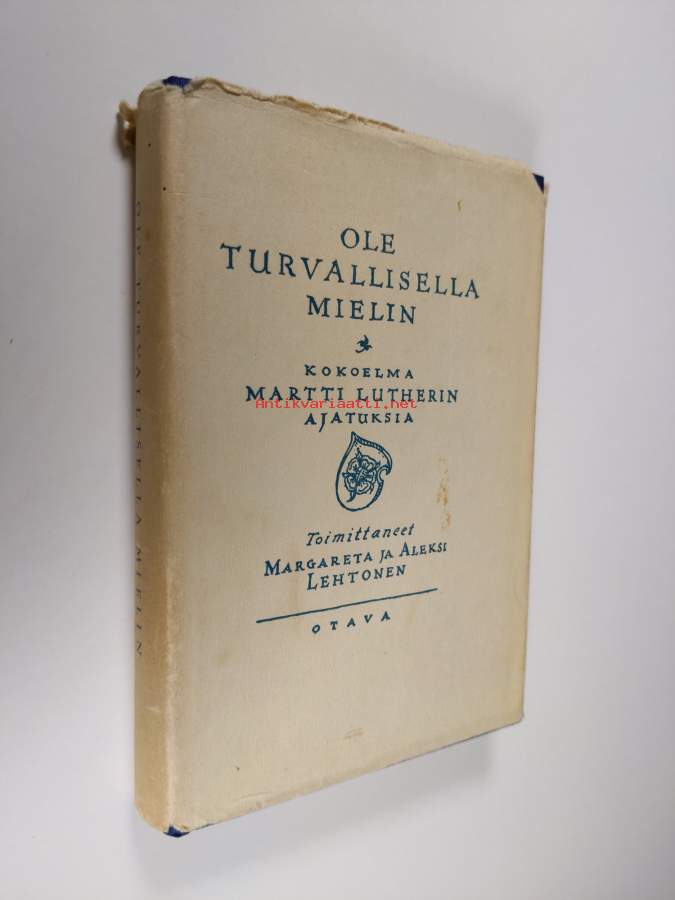 OLE
TURVALLISELLA
MIELIN
KOKOELMA
MARTTI LUTHERIN
Antikvariaatti.net
AJATUKSIA
Toimittaneet
MARGARETA JA ALEKSI
LEHTONEN
OTAVA
OLE TURVALLISELLA MIELIN